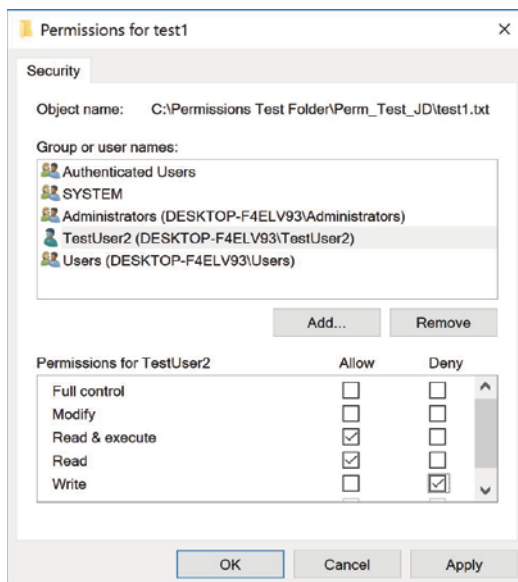 Permissions for test1
Security
Object name: C:\Permissions Test Folder\Perm_Test_JD\test1.txt
Group or user names:
Authenticated Users
SYSTEM
Administrators (DESKTOP-F4ELV93\Administrators)
TestUser2 (DESKTOP-F4ELV93\TestUser2)
Users (DESKTOP-F4ELV93\Users)
Add... Remove
Permissions for TestUser2 Allow Deny
Full control
Modify
Read & execute
Read
Write
OK Cancel Apply